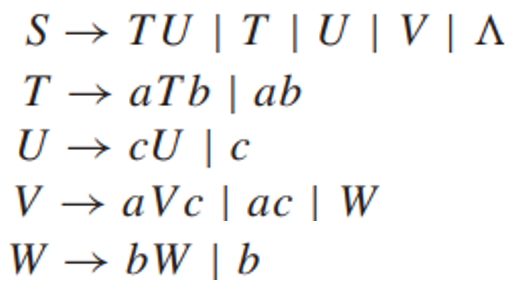 S → TU | T | U | V | Λ
T → aTb | ab
U → cU | c
V → aVc | ac | W
W → bW | b